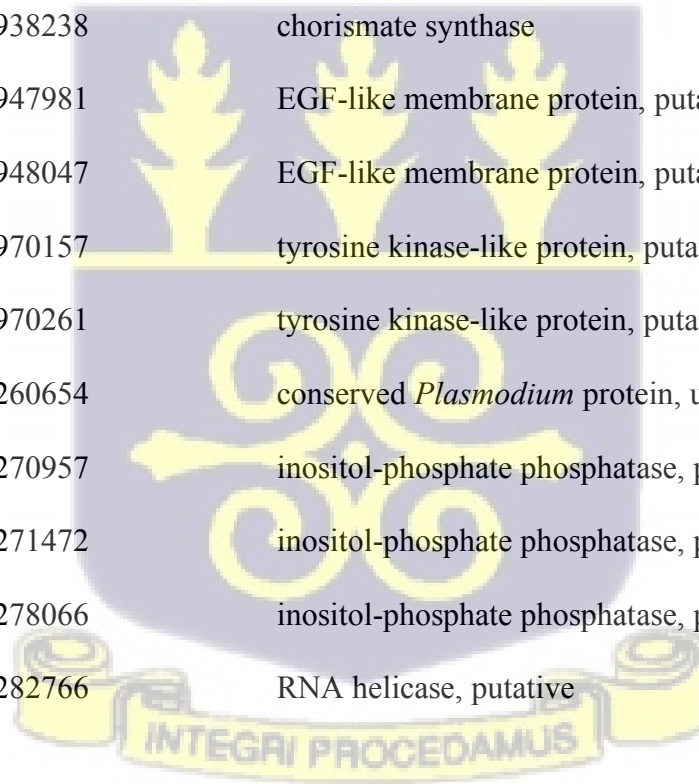 938238 chorismate synthase
947981 EGF-like membrane protein, puta
948047 EGF-like membrane protein, puta
970157 tyrosine kinase-like protein, puta
970261 tyrosine kinase-like protein, puta
260654 conserved Plasmodium protein, u
270957 inositol-phosphate phosphatase, p
271472 inositol-phosphate phosphatase, p
278066 inositol-phosphate phosphatase, p
282766 RNA helicase, putative
INTEGRI PROCEDAMUS